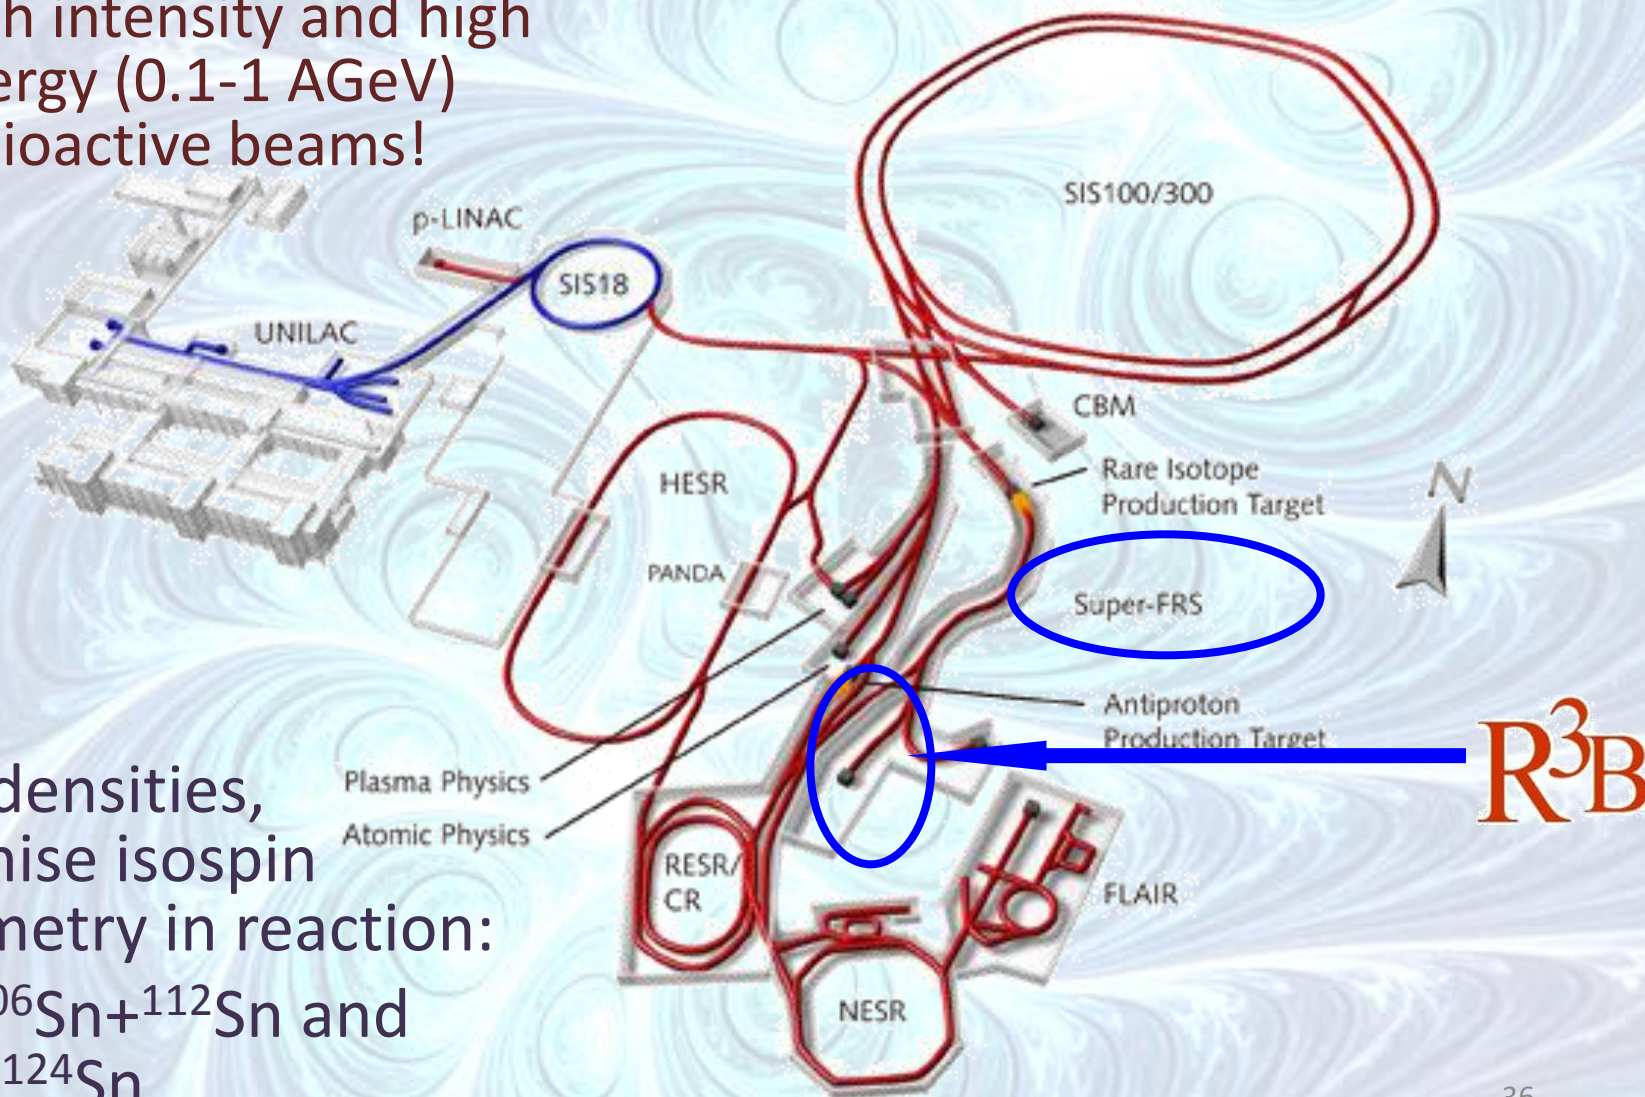 h intensity and high
ergy (0.1-1 AGeV)
ioactive beams!
p-LINAC
SIS18
SIS100/300
UNILAC
CBM
HESR
Rare Isotope
Production Target
N
PANDA
Super-FRS
Antiproton
Production Target
R³B
Plasma Physics
Atomic Physics
densities,
nise isospin
metry in reaction:
06Sn+¹¹²Sn and
¹²⁴Sn
RESR/
CR
FLAIR
NESR
36